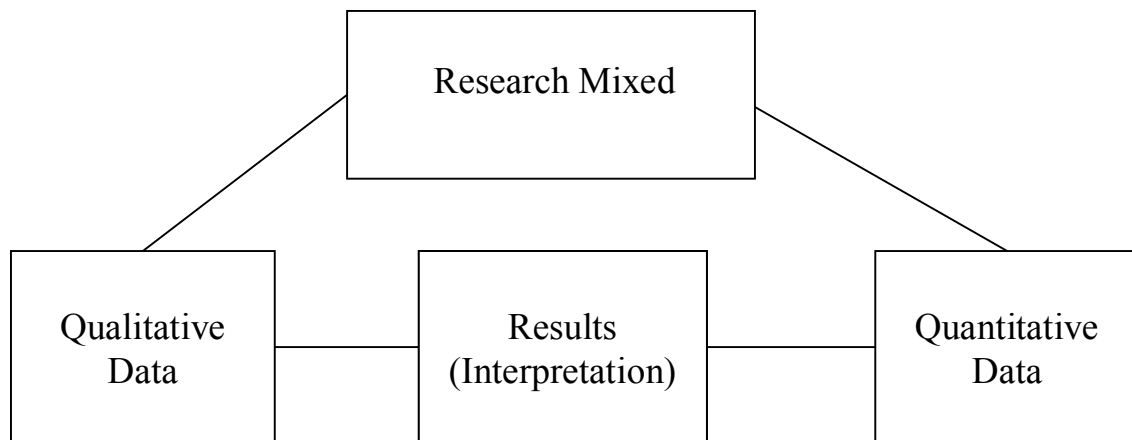 Research Mixed
Qualitative
Data
Results
(Interpretation)
Quantitative
Data